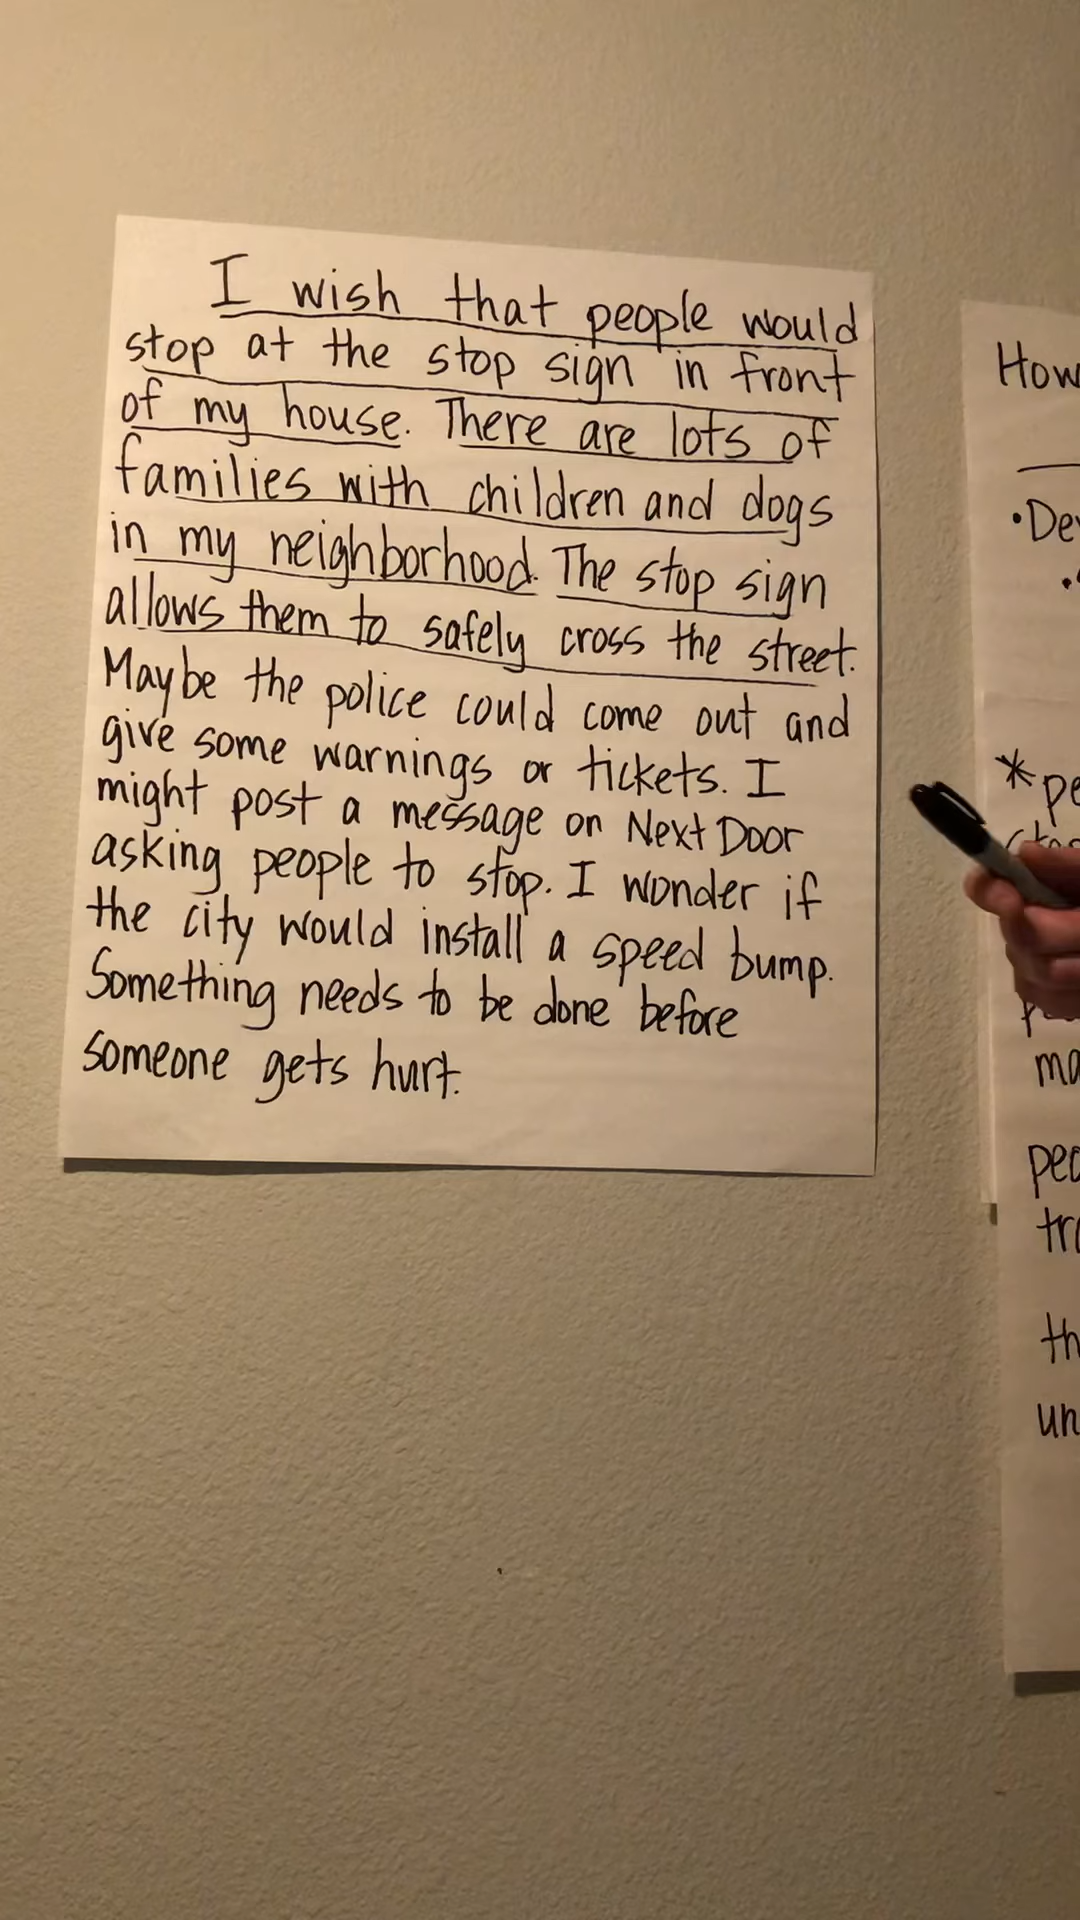 I wish that people would
stop at the stop sign in front
of my house. There are lots of
families with children and dogs
in my neighborhood. The stop sign
allows them to safely cross the street.
Maybe the police could come out and
give some warnings or tickets. I
might post a message on Next Door
asking people to stop. I wonder if
the city would install a speed bump.
Something needs to be done before
someone gets hurt.
How